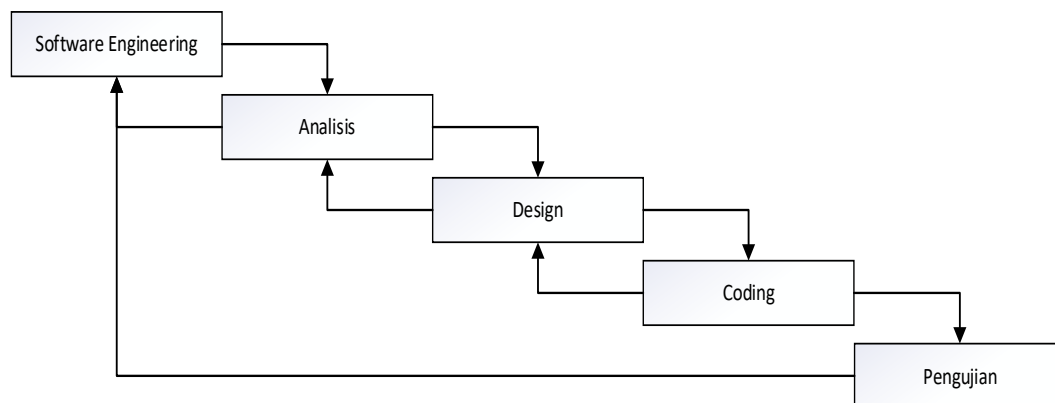 Software Engineering
Analisis
Design
Coding
Pengujian